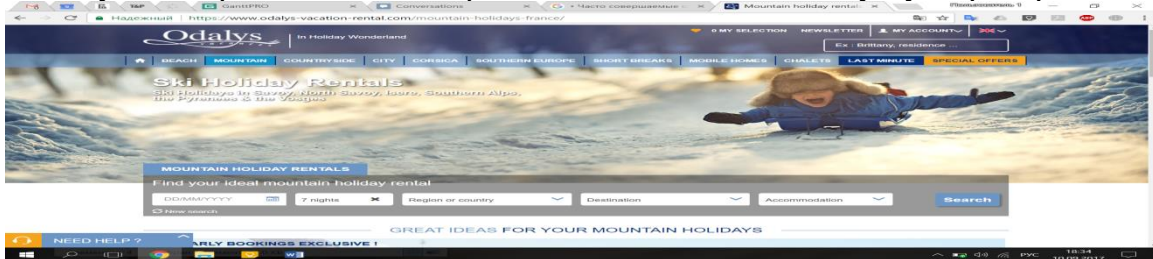 GanttPRO
Conversations
Часто совершаемые
Mountain holiday rental
Надежный | https://www.odalys-vacation-rental.com/mountain-holidays-france/
Odalys
In Holiday Wonderland
0 MY SELECTION NEWSLETTER MY ACCOUNT
Ex : Brittany, residence ...
BEACH MOUNTAIN COUNTRYSIDE CITY CORSICA SOUTHERN EUROPE SHORT BREAKS MOBILE HOMES CHALETS LAST MINUTE SPECIAL OFFERS
Ski Holiday Rentals
Ski Holidays in Savoy, North Savoy, Isere, Southern Alps,
the Pyrenees & the Vosges
MOUNTAIN HOLIDAY RENTALS
Find your ideal mountain holiday rental
DD/MM/YYYY 7 nights Region or country Destination Accommodation Search
New search
GREAT IDEAS FOR YOUR MOUNTAIN HOLIDAYS
NEED HELP ?
ARLY BOOKINGS EXCLUSIVE !
РУС
18:34
10.09.2017